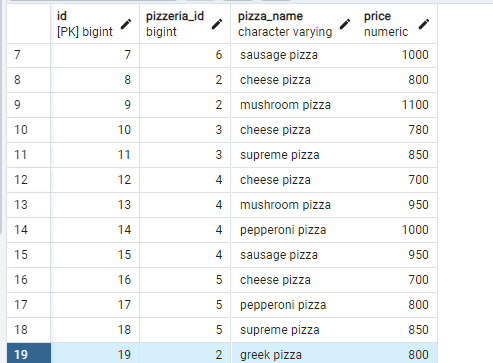 id pizzeria_id pizza_name price
[PK] bigint bigint character varying numeric
7 7 6 sausage pizza 1000
8 8 2 cheese pizza 800
9 9 2 mushroom pizza 1100
10 10 3 cheese pizza 780
11 11 3 supreme pizza 850
12 12 4 cheese pizza 700
13 13 4 mushroom pizza 950
14 14 4 pepperoni pizza 1000
15 15 4 sausage pizza 950
16 16 5 cheese pizza 700
17 17 5 pepperoni pizza 800
18 18 5 supreme pizza 850
19 19 2 greek pizza 800